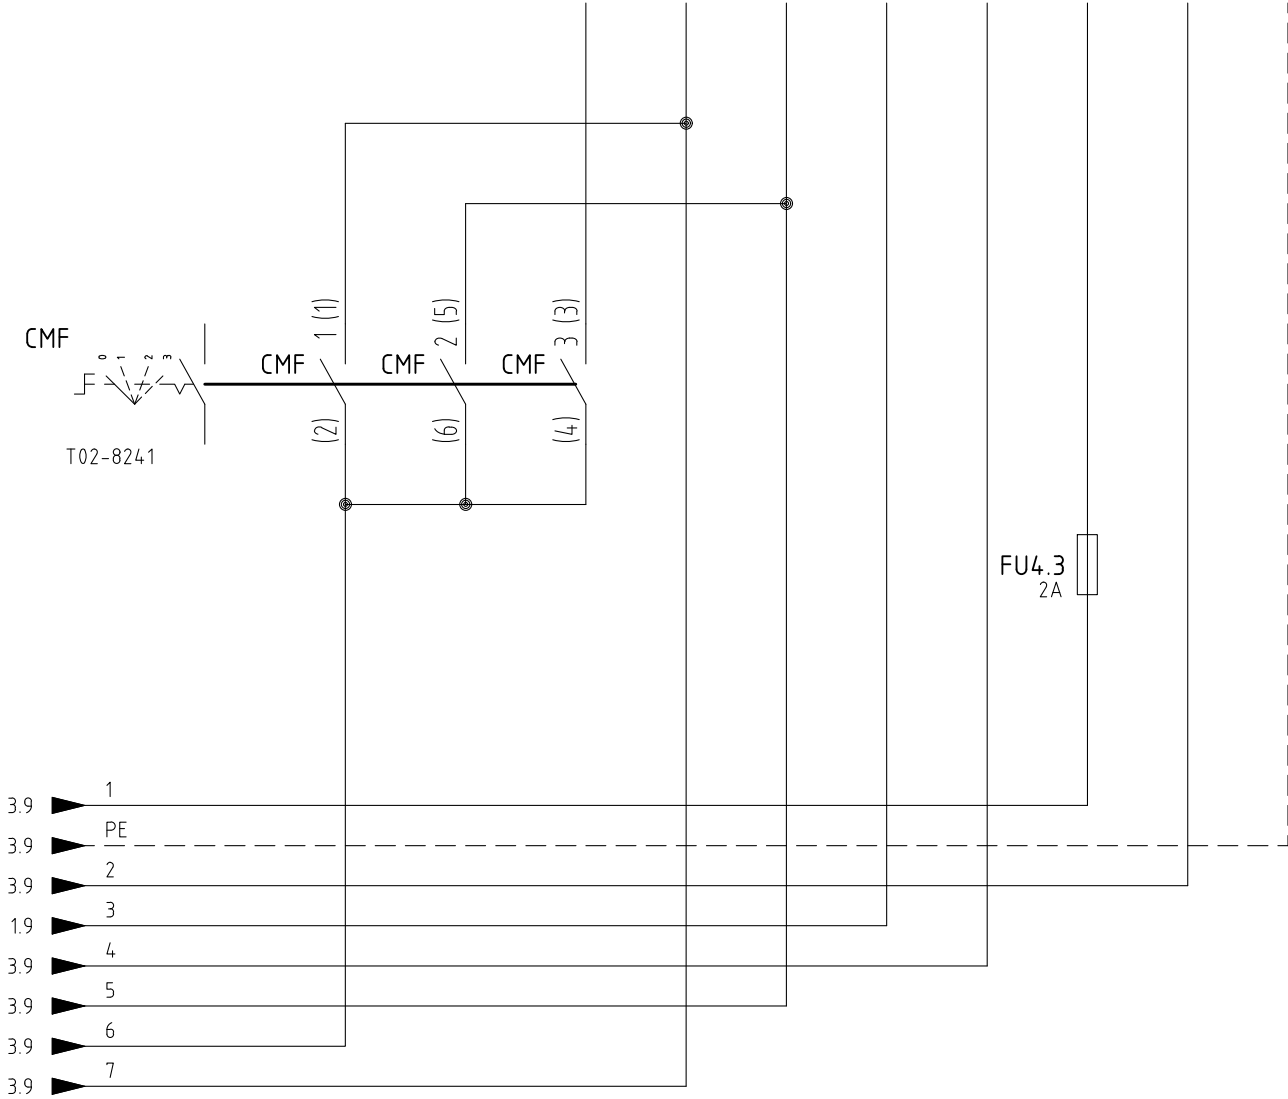 1 (1)
2 (5)
3 (3)
CMF
0 1 2 3
CMF
CMF
CMF
(2)
(6)
(4)
T02-8241
FU4.3
2A
3.9 1
3.9 PE
3.9 2
1.9 3
3.9 4
3.9 5
3.9 6
3.9 7